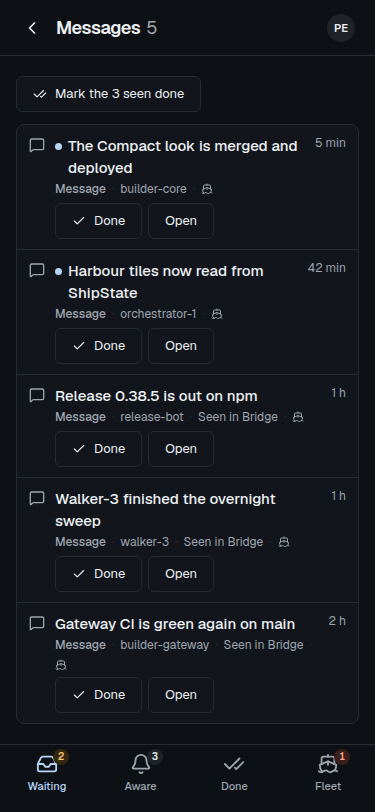 Messages 5
PE
Mark the 3 seen done
The Compact look is merged and
deployed
5 min
Message · builder-core ·
Done
Open
Harbour tiles now read from
ShipState
42 min
Message · orchestrator-1 ·
Done
Open
Release 0.38.5 is out on npm
1 h
Message · release-bot · Seen in Bridge ·
Done
Open
Walker-3 finished the overnight
sweep
1 h
Message · walker-3 · Seen in Bridge ·
Done
Open
Gateway CI is green again on main
2 h
Message · builder-gateway · Seen in Bridge ·
Done
Open
2
3
1
Waiting
Aware
Done
Fleet